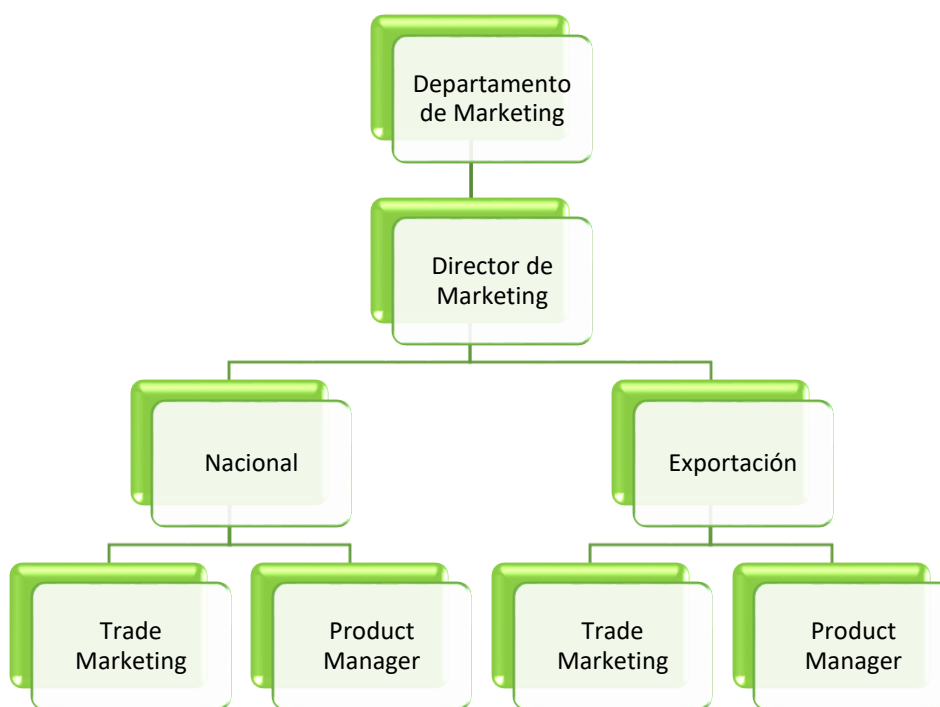 Departamento
de Marketing
Director de
Marketing
Nacional
Exportación
Trade
Marketing
Product
Manager
Trade
Marketing
Product
Manager